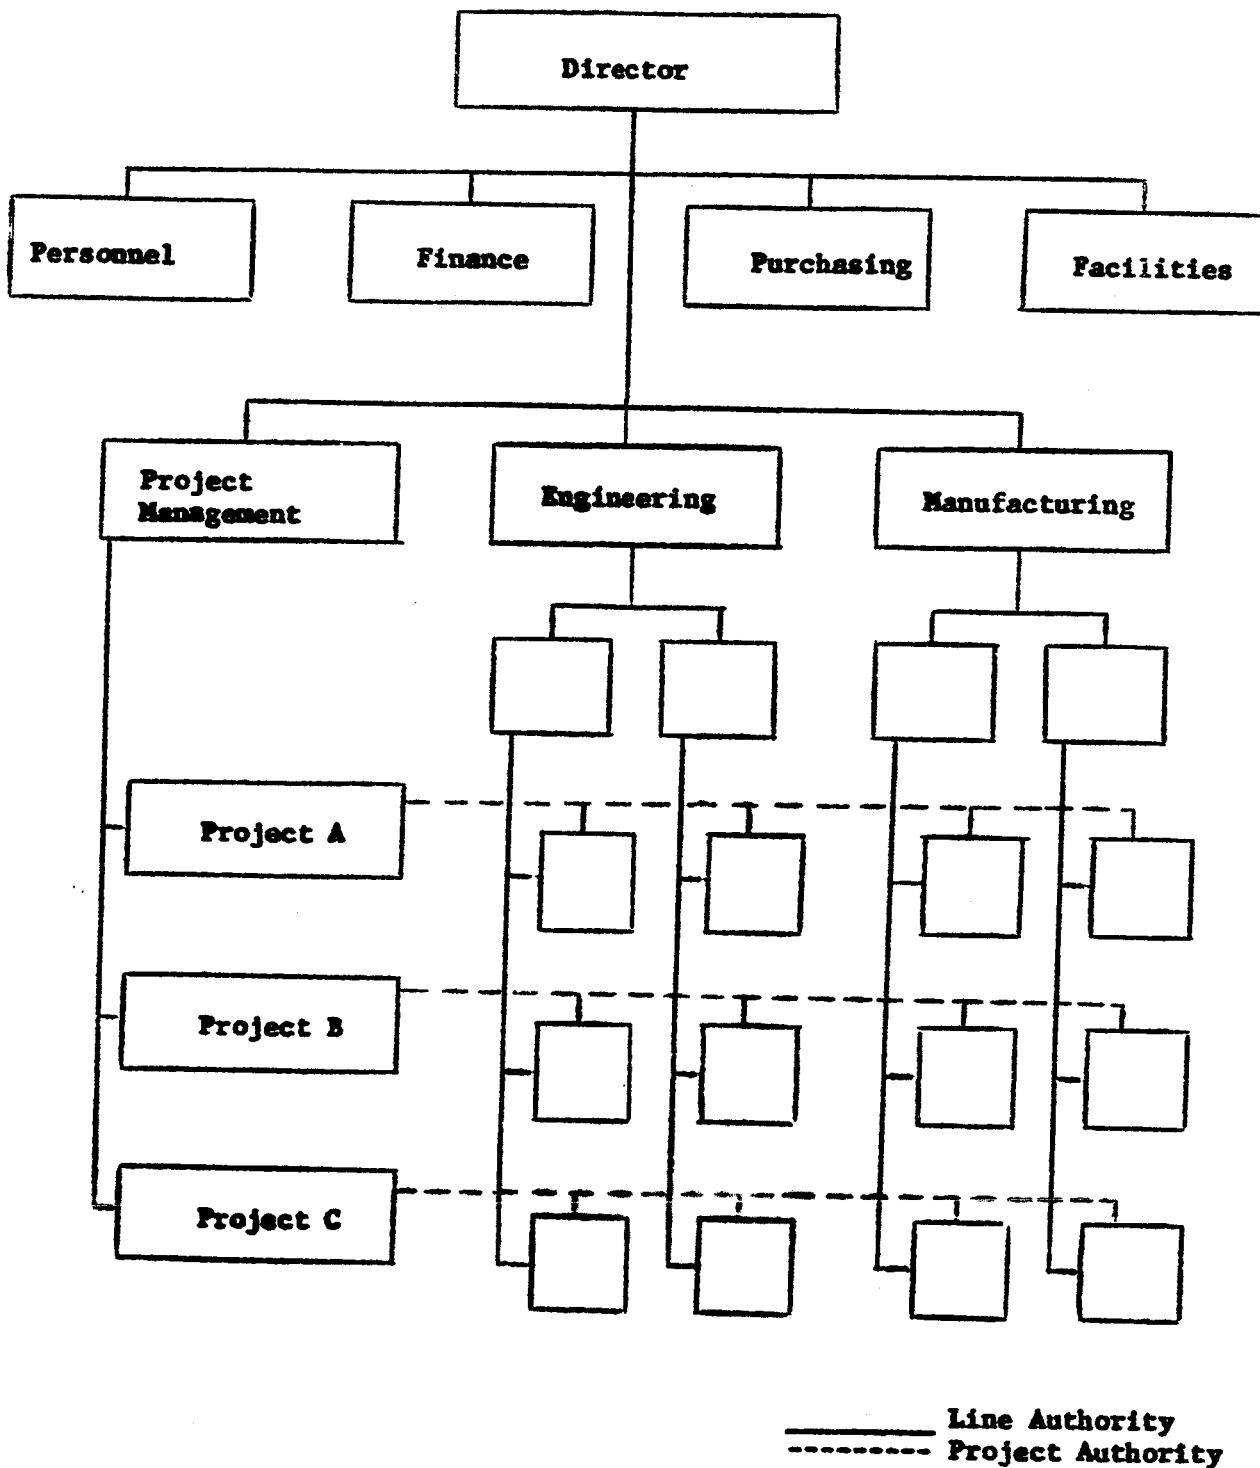 Director
Personnel
Finance
Purchasing
Facilities
Project
Management
Engineering
Manufacturing
Project A
Project B
Project C
Line Authority
Project Authority